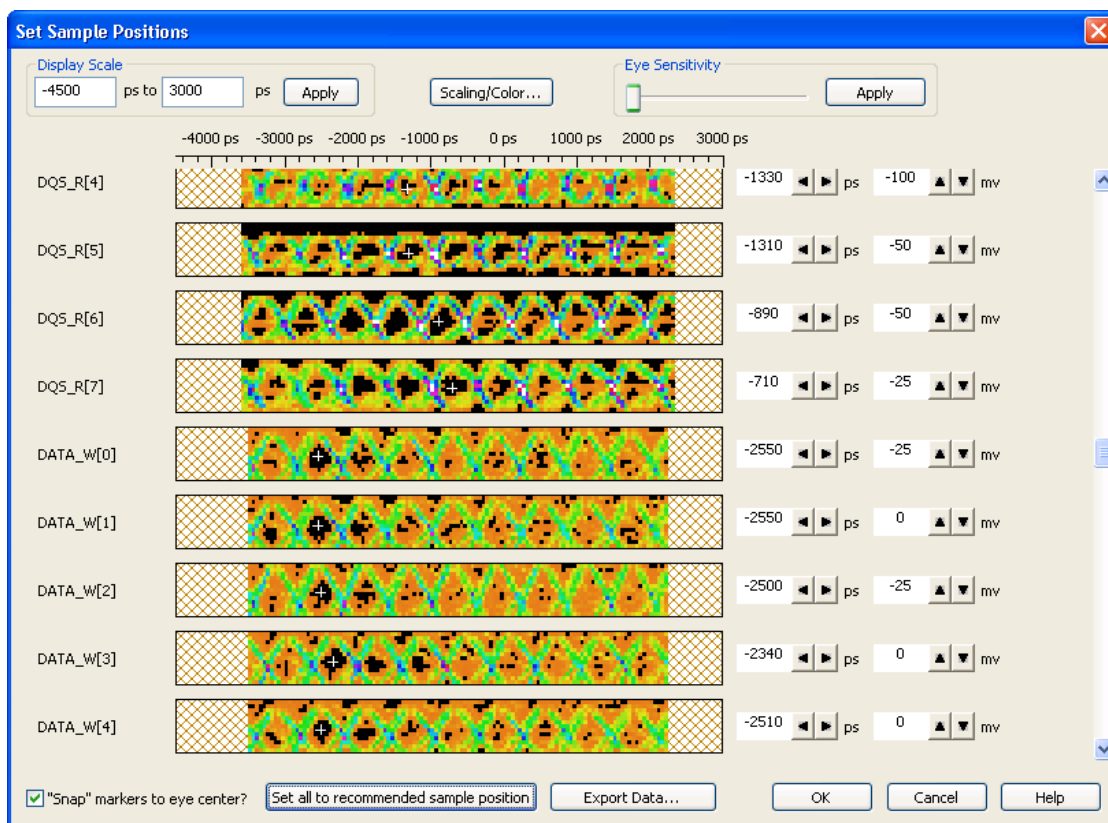 Set Sample Positions
Display Scale
Eye Sensitivity
-4500 ps to 3000 ps Apply Scaling/Color... Apply
-4000 ps -3000 ps -2000 ps -1000 ps 0 ps 1000 ps 2000 ps 3000 ps
DQS_R[4] -1330 ps -100 mv
DQS_R[5] -1310 ps -50 mv
DQS_R[6] -890 ps -50 mv
DQS_R[7] -710 ps -25 mv
DATA_W[0] -2550 ps -25 mv
DATA_W[1] -2550 ps 0 mv
DATA_W[2] -2500 ps -25 mv
DATA_W[3] -2340 ps 0 mv
DATA_W[4] -2510 ps 0 mv
"Snap" markers to eye center? Set all to recommended sample position Export Data... OK Cancel Help